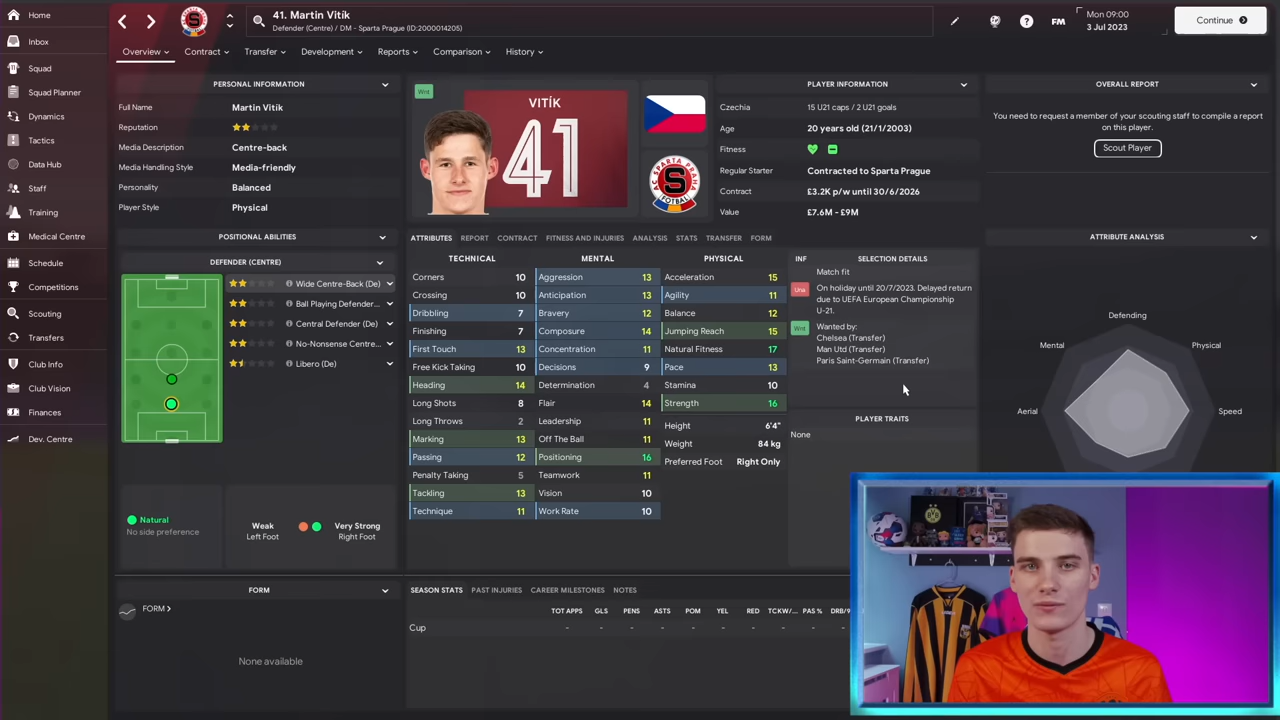 Home
Inbox
Squad
Squad Planner
Dynamics
Tactics
Data Hub
Staff
Training
Medical Centre
Schedule
Competitions
Scouting
Transfers
Club Info
Club Vision
Finances
Dev. Centre
41. Martin Vitík
Defender (Centre) / DM - Sparta Prague (ID:2000014205)
FM
Mon 09:00
3 Jul 2023
Continue
Overview Contract Transfer Development Reports Comparison History
PERSONAL INFORMATION
Full Name Martin Vitík
Reputation
Media Description Centre-back
Media Handling Style Media-friendly
Personality Balanced
Player Style Physical
Wnt
VITÍK
41
AC SPARTA PRAHA
S
FOTBAL
PLAYER INFORMATION
Czechia 15 U21 caps / 2 U21 goals
Age 20 years old (21/1/2003)
Fitness
Regular Starter Contracted to Sparta Prague
Contract £3.2K p/w until 30/6/2026
Value £7.6M - £9M
OVERALL REPORT
You need to request a member of your scouting staff to compile a report
on this player.
Scout Player
POSITIONAL ABILITIES
DEFENDER (CENTRE)
Wide Centre-Back (De)
Ball Playing Defender...
Central Defender (De)
No-Nonsense Centre...
Libero (De)
Natural
No side preference
Weak
Left Foot
Very Strong
Right Foot
ATTRIBUTES REPORT CONTRACT FITNESS AND INJURIES ANALYSIS STATS TRANSFER FORM
TECHNICAL
Corners 10
Crossing 10
Dribbling 7
Finishing 7
First Touch 13
Free Kick Taking 10
Heading 14
Long Shots 8
Long Throws 2
Marking 13
Passing 12
Penalty Taking 5
Tackling 13
Technique 11
MENTAL
Aggression 13
Anticipation 13
Bravery 12
Composure 14
Concentration 11
Decisions 9
Determination 4
Flair 14
Leadership 11
Off The Ball 11
Positioning 16
Teamwork 11
Vision 10
Work Rate 10
PHYSICAL
Acceleration 15
Agility 11
Balance 12
Jumping Reach 15
Natural Fitness 17
Pace 13
Stamina 10
Strength 16
Height 6'4"
Weight 84 kg
Preferred Foot Right Only
INF SELECTION DETAILS
Match fit
Una On holiday until 20/7/2023. Delayed return
due to UEFA European Championship
U-21.
Wnt Wanted by:
Chelsea (Transfer)
Man Utd (Transfer)
Paris Saint-Germain (Transfer)
PLAYER TRAITS
None
ATTRIBUTE ANALYSIS
Defending
Mental
Physical
Aerial
Speed
FORM
FORM
None available
SEASON STATS PAST INJURIES CAREER MILESTONES NOTES
TOT APPS GLS PENS ASTS POM YEL RED TCKW/... PAS % DRB/9
Cup - - - - - - - - - -
BVB
09